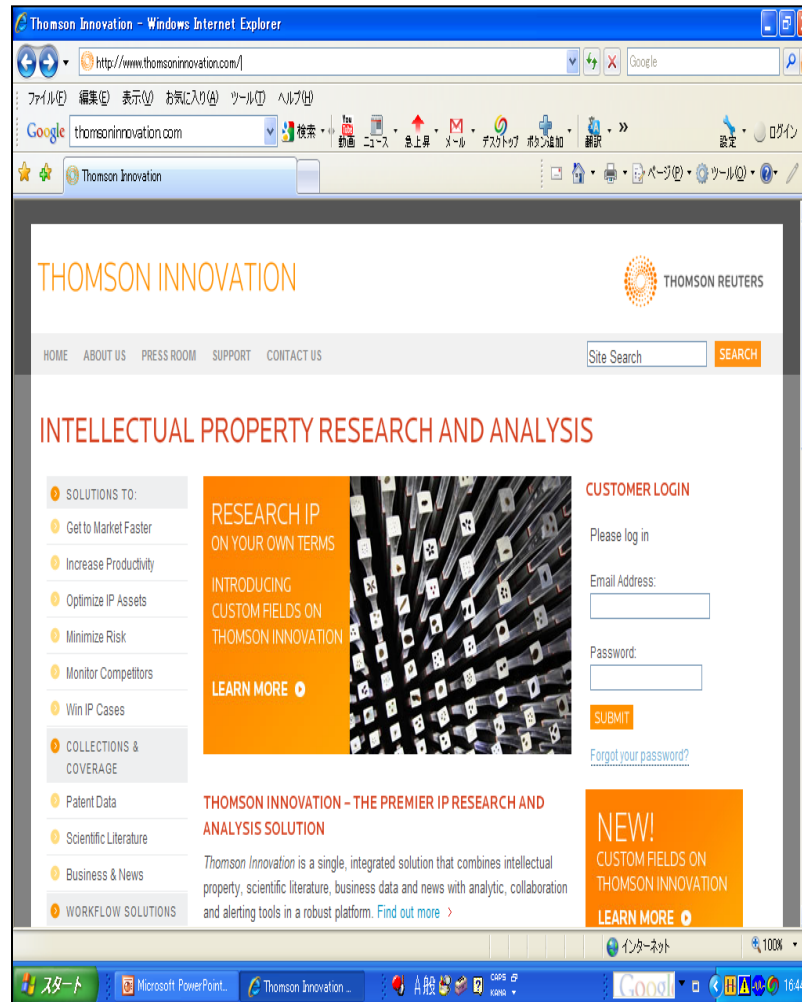 Thomson Innovation - Windows Internet Explorer
http://www.thomsoninnovation.com/
Google
ファイル(F) 編集(E) 表示(V) お気に入り(A) ツール(T) ヘルプ(H)
Google thomsoninnovation.com 検索 You 動画 ニュース 急上昇 メール デスクトップ ボタン追加 翻訳 » 設定 ログイン
Thomson Innovation ページ(P) ツール(O)
THOMSON INNOVATION
THOMSON REUTERS
HOME ABOUT US PRESS ROOM SUPPORT CONTACT US
Site Search SEARCH
INTELLECTUAL PROPERTY RESEARCH AND ANALYSIS
SOLUTIONS TO:
Get to Market Faster
Increase Productivity
Optimize IP Assets
Minimize Risk
Monitor Competitors
Win IP Cases
COLLECTIONS &
COVERAGE
Patent Data
Scientific Literature
Business & News
WORKFLOW SOLUTIONS
RESEARCH IP
ON YOUR OWN TERMS
INTRODUCING
CUSTOM FIELDS ON
THOMSON INNOVATION
LEARN MORE
THOMSON INNOVATION – THE PREMIER IP RESEARCH AND
ANALYSIS SOLUTION
Thomson Innovation is a single, integrated solution that combines intellectual
property, scientific literature, business data and news with analytic, collaboration
and alerting tools in a robust platform. Find out more >
CUSTOMER LOGIN
Please log in
Email Address:
Password:
SUBMIT
Forgot your password?
NEW!
CUSTOM FIELDS ON
THOMSON INNOVATION
LEARN MORE
インターネット 100%
スタート Microsoft PowerPoint... Thomson Innovation ... A 般 CAPS KANA Googl 16:44